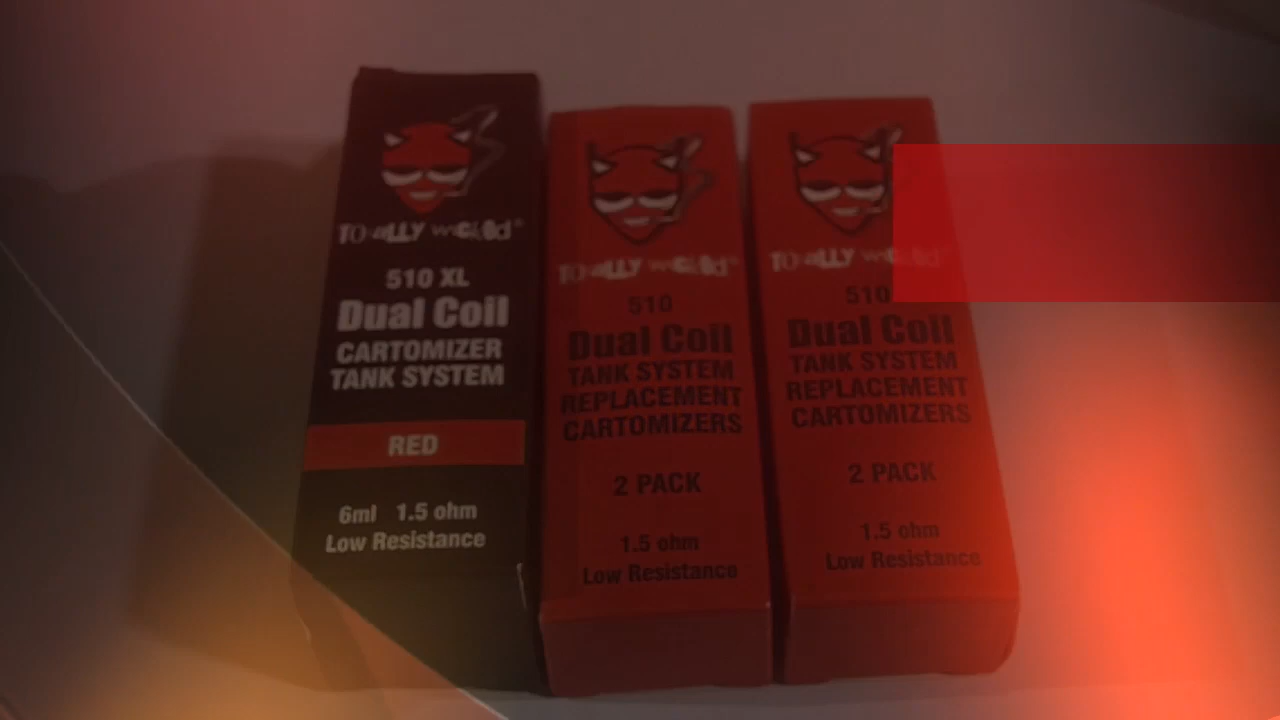 TOtALLY wiCKed®
510 XL
Dual Coil
CARTOMIZER
TANK SYSTEM
RED
6ml 1.5 ohm
Low Resistance
TOtALLY wiCKed®
510
Dual Coil
TANK SYSTEM
REPLACEMENT
CARTOMIZERS
2 PACK
1.5 ohm
Low Resistance
TOtALLY wiCKed
510
Dual Coil
TANK SYSTEM
REPLACEMENT
CARTOMIZERS
2 PACK
1.5 ohm
Low Resistance